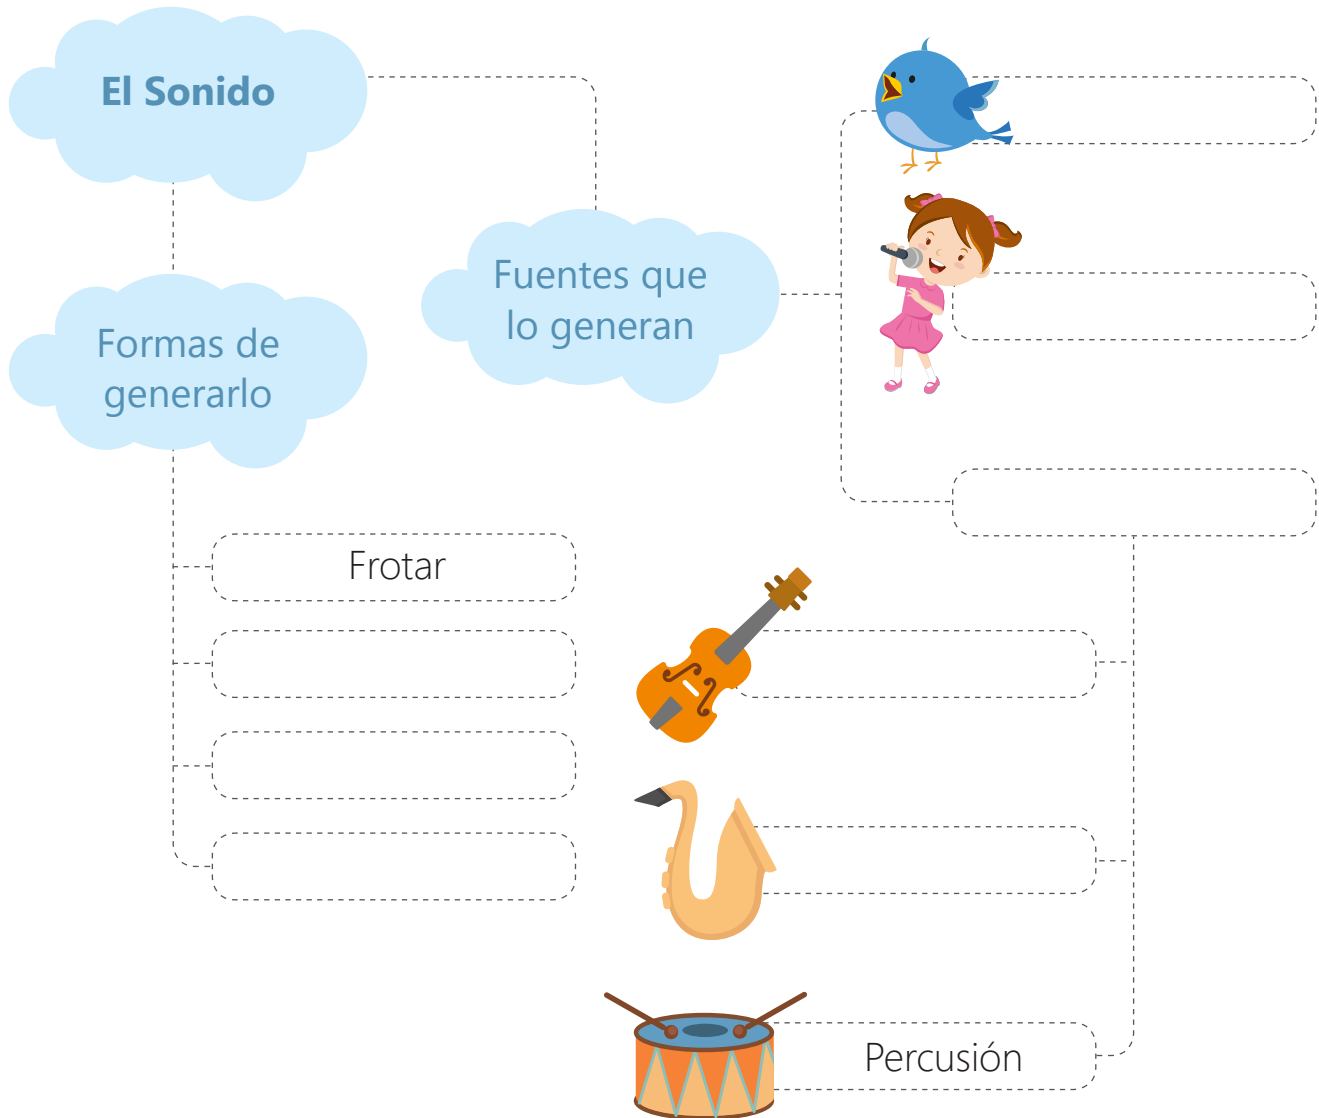 El Sonido
Fuentes que
lo generan
Formas de
generarlo
Frotar
Percusión